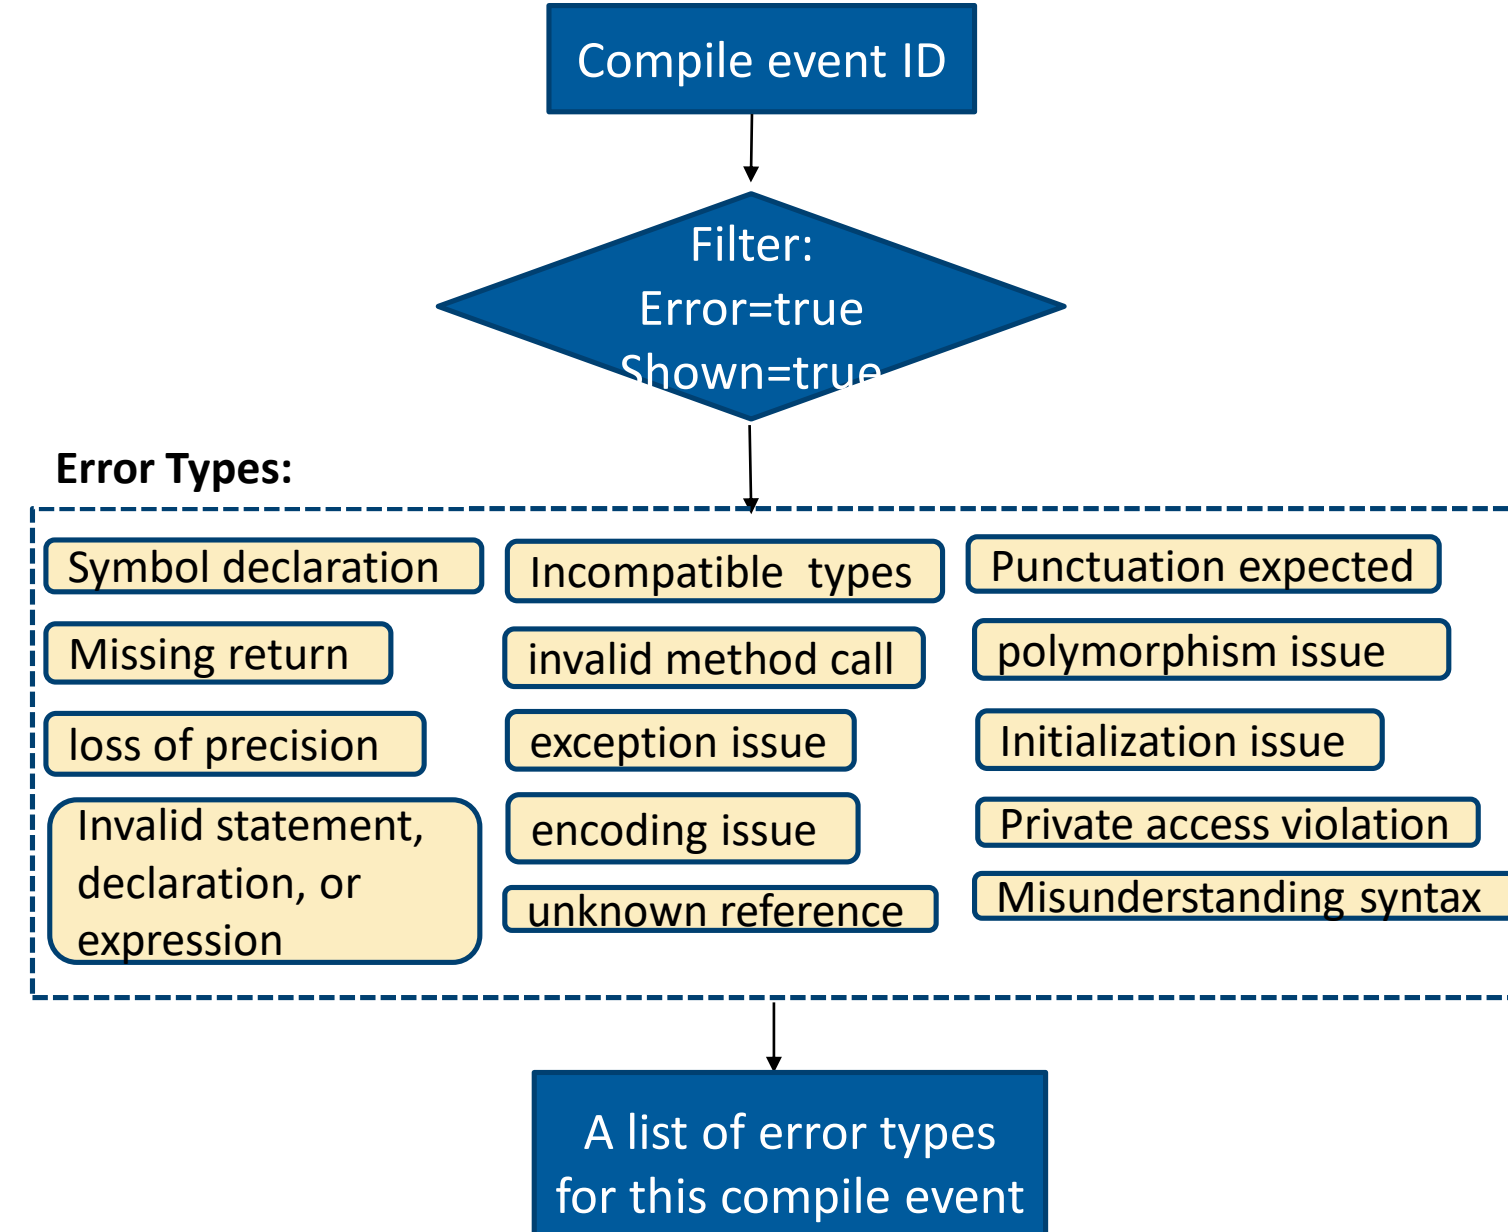 Compile event ID
Filter:
Error=true
Shown=true
Error Types:
Symbol declaration
Missing return
loss of precision
Invalid statement,
declaration, or
expression
Incompatible  types
invalid method call
exception issue
encoding issue
unknown reference
Punctuation expected
polymorphism issue
Initialization issue
Private access violation
Misunderstanding syntax
A list of error types
for this compile event